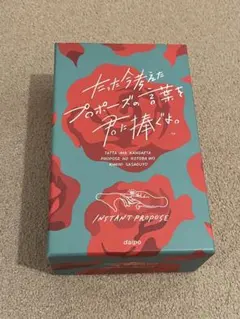 たった今考えた
プロポーズの言葉を
君に捧ぐよ。
TATTA IMA KANGAETA
PROPOSE NO KOTOBA WO
KIMINI SASAGUYO
INSTANT PROPOSE
daipo